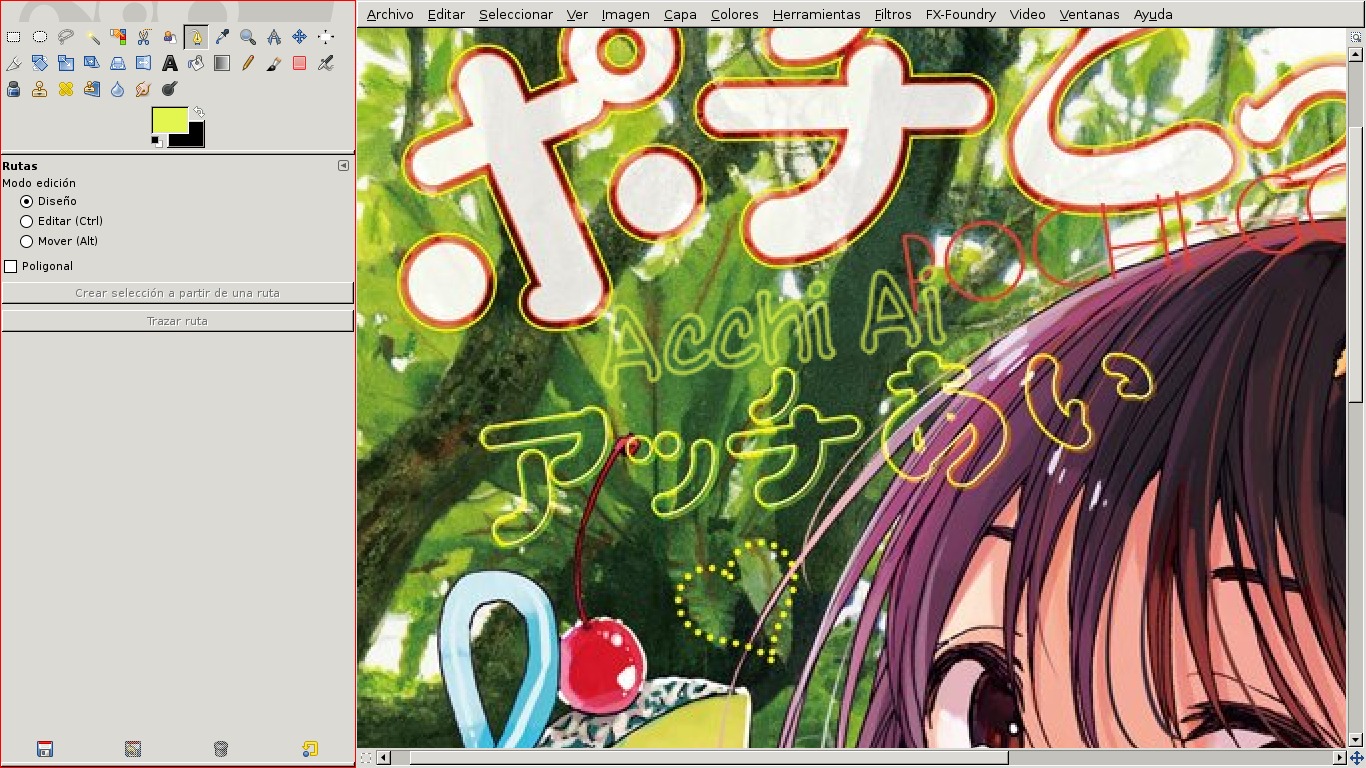 Archivo Editar Seleccionar Ver Imagen Capa Colores Herramientas Filtros FX-Foundry Video Ventanas Ayuda
Rutas
Modo edición
Diseño
Editar (Ctrl)
Mover (Alt)
Poligonal
Crear selección a partir de una ruta
Trazar ruta
ポチ
POCHI-
Acchi Ai
アッチあい